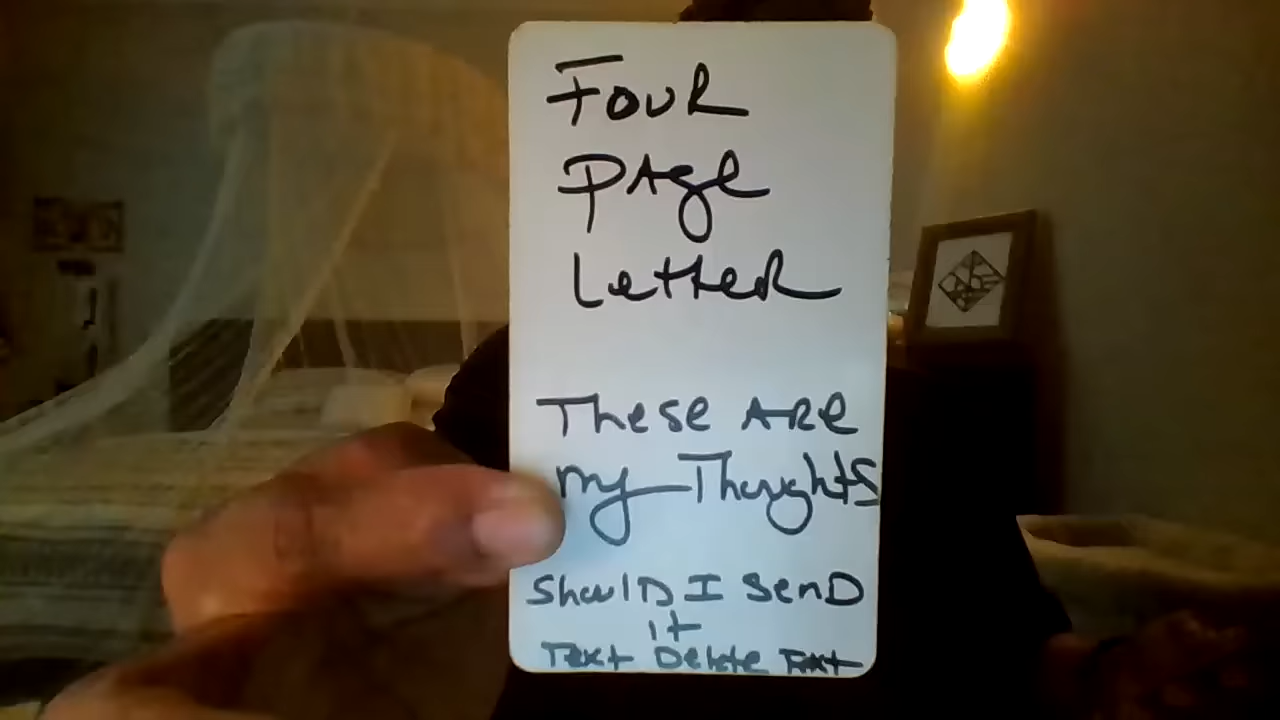 Four
Page
Letter
These Are
my Thoughts
Should I Send
it
Text Delete Text